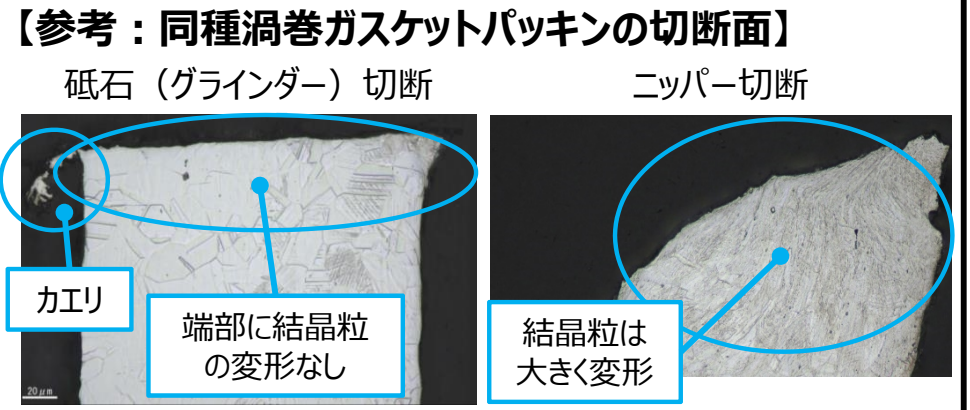 【参考：同種渦巻ガスケットパッキンの切断面】
砥石（グラインダー）切断
ニッパー切断
カエリ
端部に結晶粒
の変形なし
結晶粒は
大きく変形
20μm